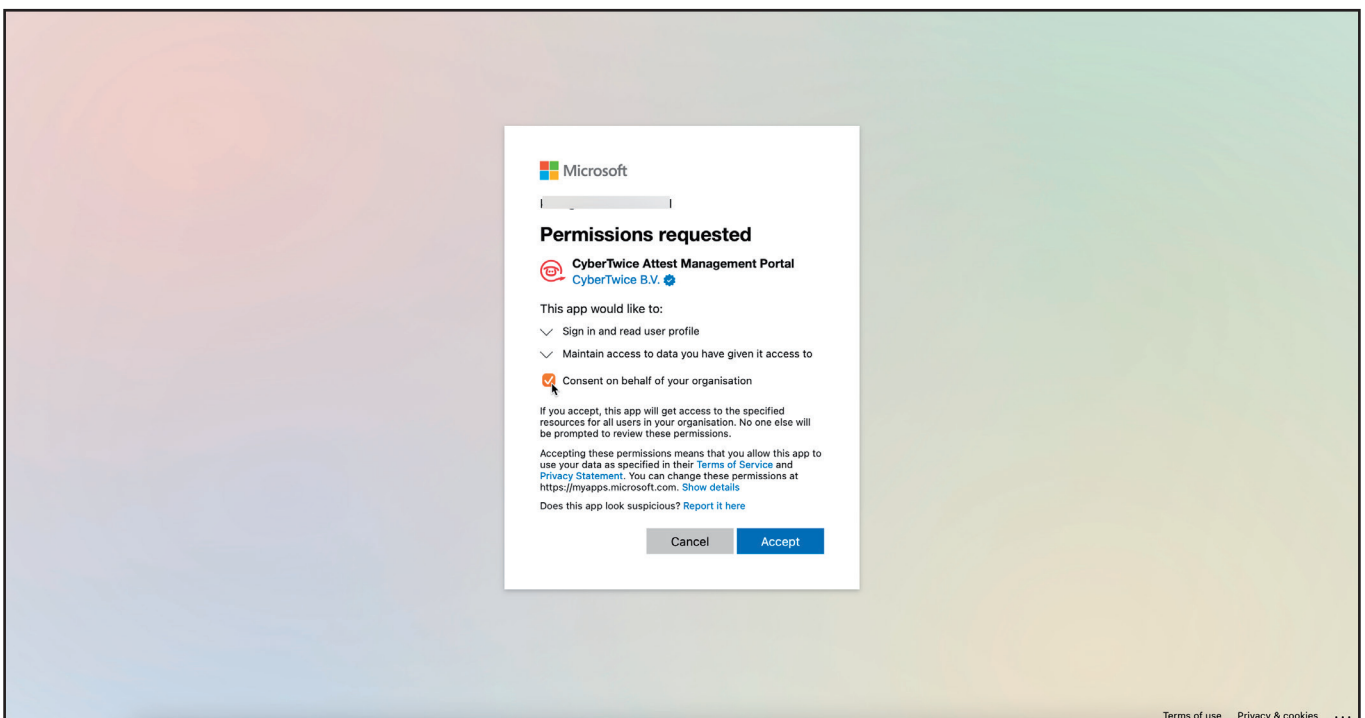 Microsoft
Permissions requested
CyberTwice Attest Management Portal
CyberTwice B.V.
This app would like to:
Sign in and read user profile
Maintain access to data you have given it access to
Consent on behalf of your organisation
If you accept, this app will get access to the specified
resources for all users in your organisation. No one else will
be prompted to review these permissions.
Accepting these permissions means that you allow this app to
use your data as specified in their Terms of Service and
Privacy Statement. You can change these permissions at
https://myapps.microsoft.com. Show details
Does this app look suspicious? Report it here
Cancel Accept
Terms of use Privacy & cookies ...